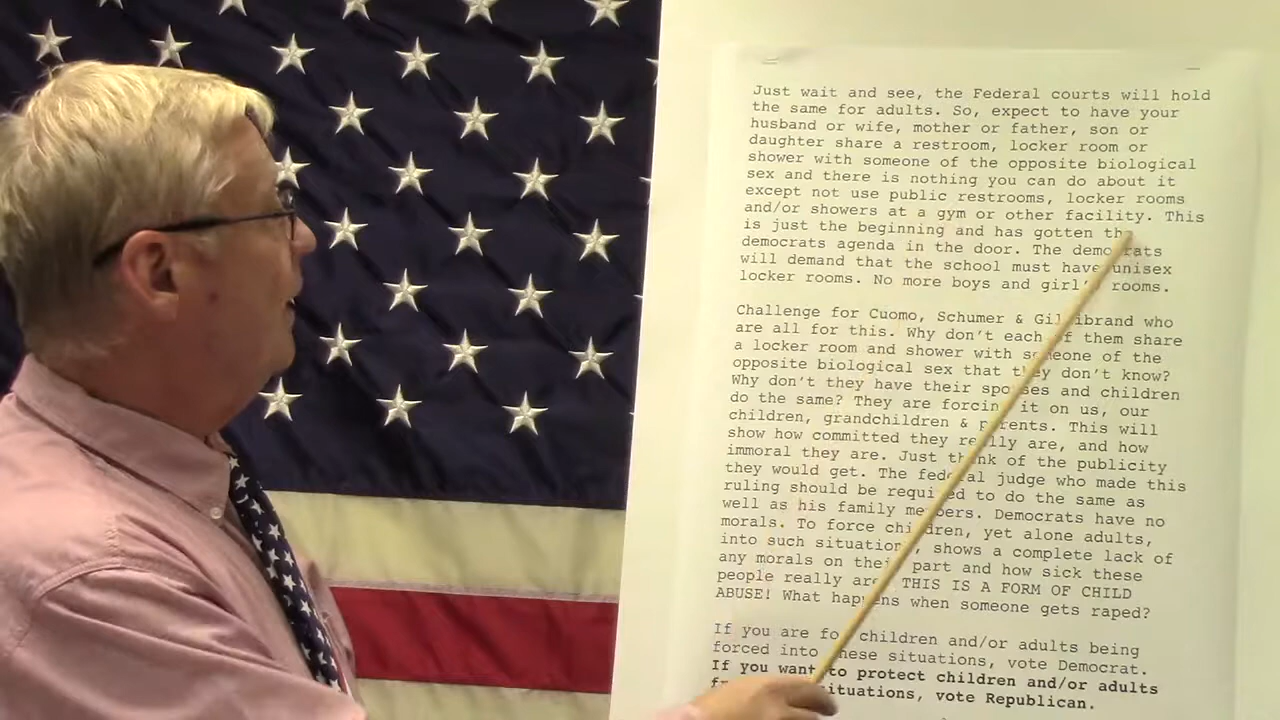 Just wait and see, the Federal courts will hold
the same for adults. So, expect to have your
husband or wife, mother or father, son or
daughter share a restroom, locker room or
shower with someone of the opposite biological
sex and there is nothing you can do about it
except not use public restrooms, locker rooms
and/or showers at a gym or other facility. This
is just the beginning and has gotten the
democrats agenda in the door. The democrats
will demand that the school must have unisex
locker rooms. No more boys and girl's rooms.
Challenge for Cuomo, Schumer & Gillibrand who
are all for this. Why don't each of them share
a locker room and shower with someone of the
opposite biological sex that they don't know?
Why don't they have their spouses and children
do the same? They are forcing it on us, our
children, grandchildren & parents. This will
show how committed they really are, and how
immoral they are. Just think of the publicity
they would get. The federal judge who made this
ruling should be required to do the same as
well as his family members. Democrats have no
morals. To force children, yet alone adults,
into such situations, shows a complete lack of
any morals on their part and how sick these
people really are. THIS IS A FORM OF CHILD
ABUSE! What happens when someone gets raped?
If you are for children and/or adults being
forced into these situations, vote Democrat.
If you want to protect children and/or adults
situations, vote Republican.